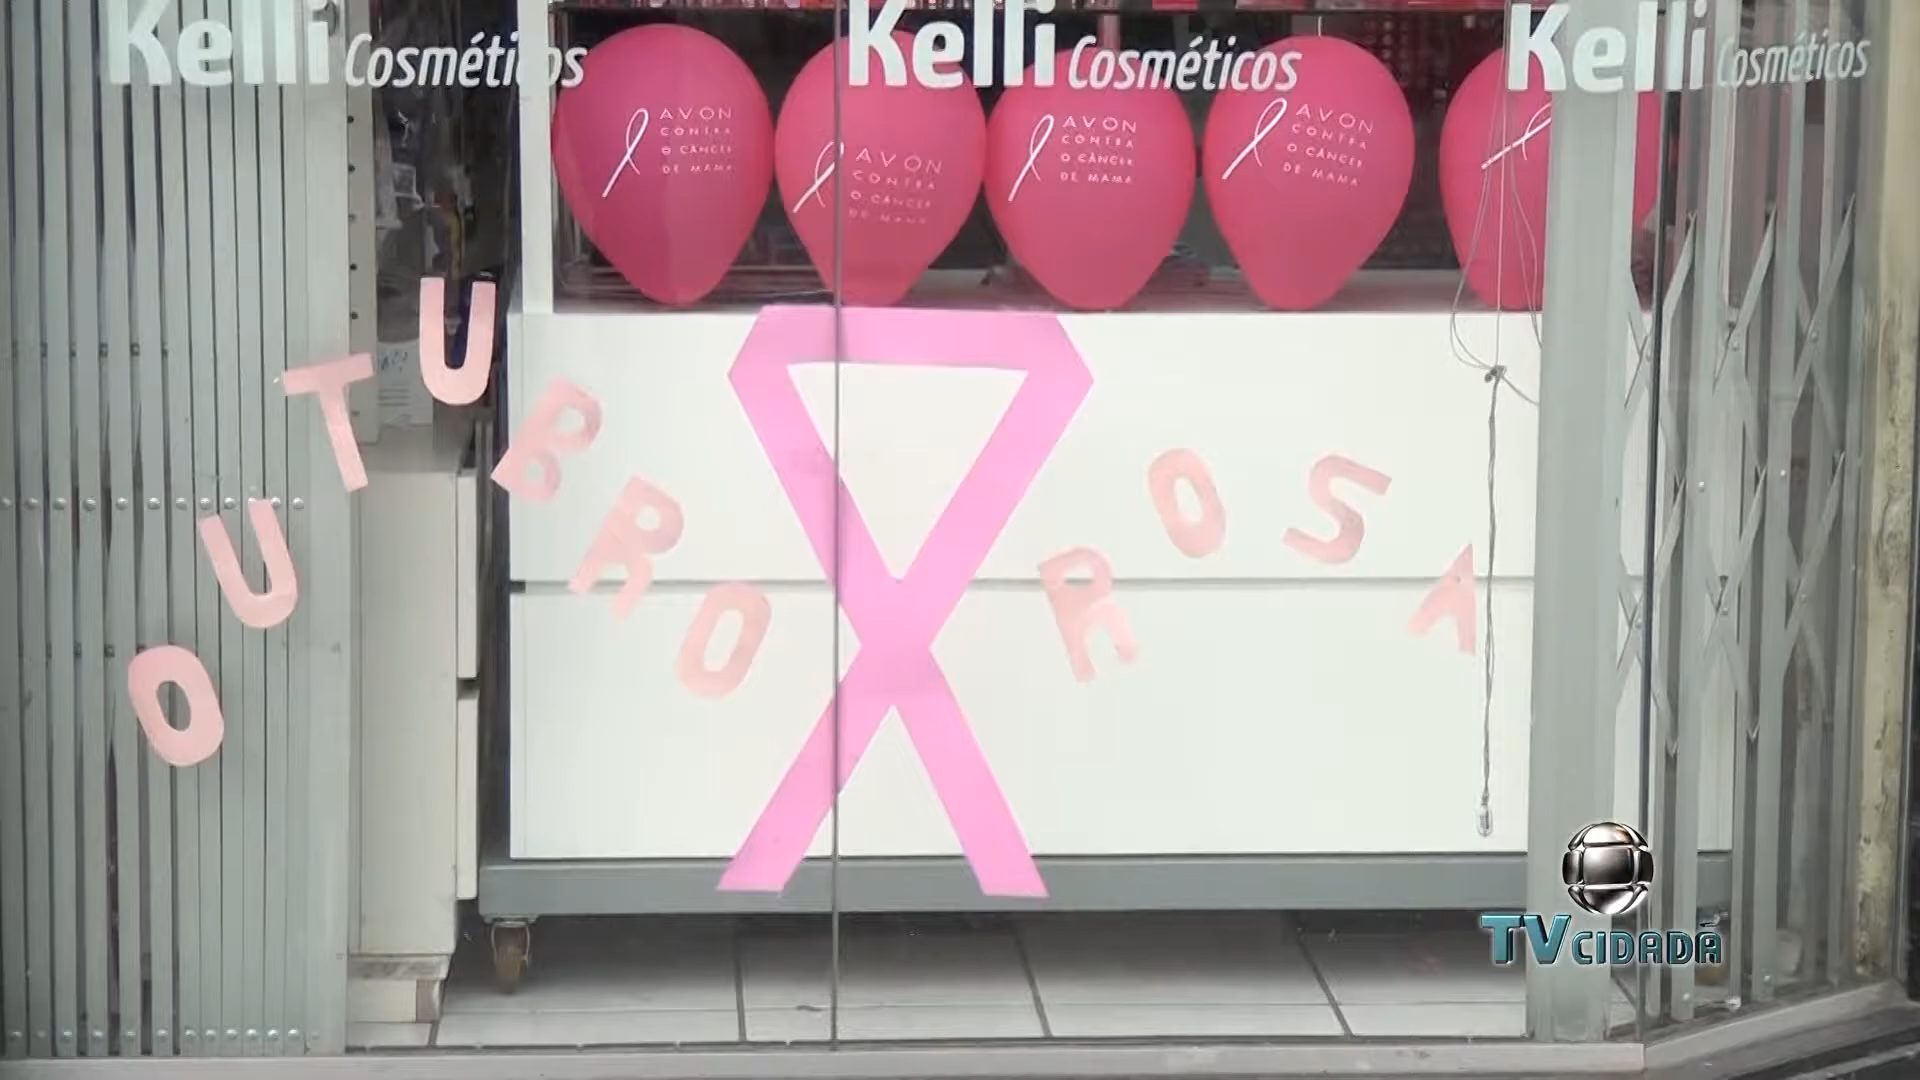 Kelli Cosméticos
Kelli Cosméticos
Kelli Cosméticos
AVON
CONTRA
O CÂNCER
DE MAMA
AVON
CONTRA
O CÂNCER
DE MAMA
AVON
CONTRA
O CÂNCER
DE MAMA
AVON
CONTRA
O CÂNCER
DE MAMA
OUTUBRO ROSA
TV CIDADÃ